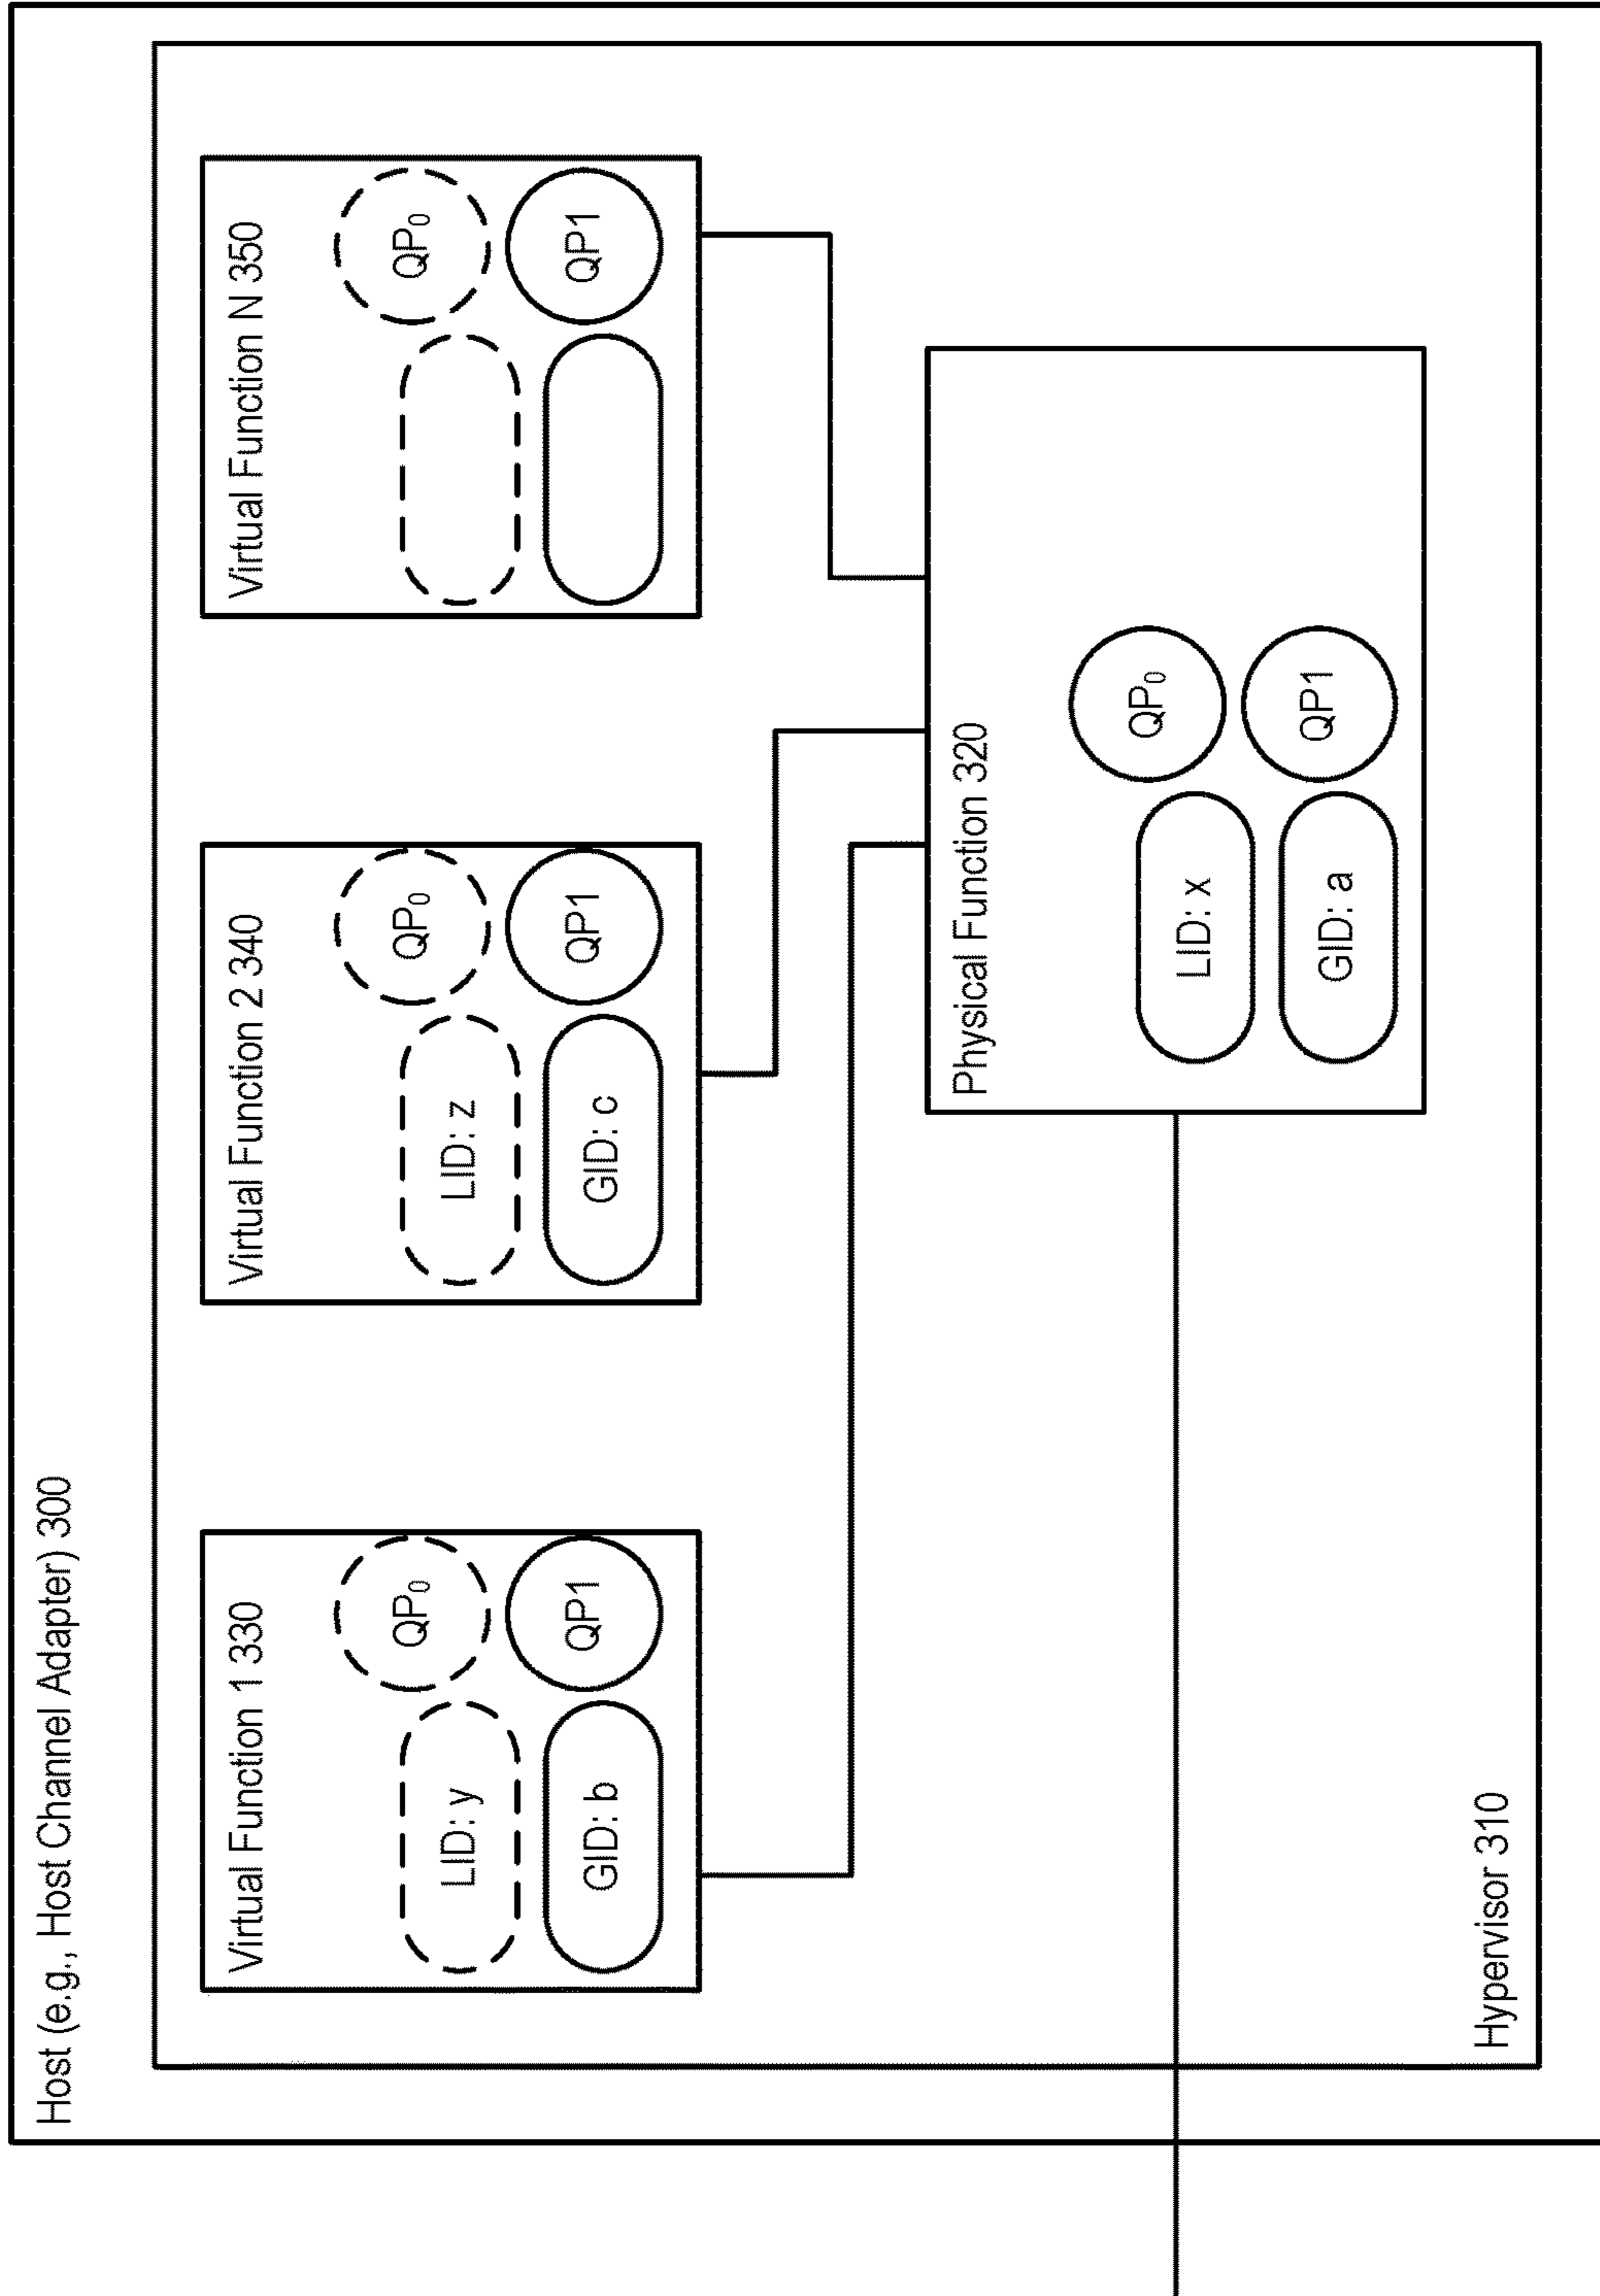 Host (e.g., Host Channel Adapter) 300
Virtual Function 1 330
QP₀
LID: y
QP1
GID: b
Virtual Function 2 340
QP₀
LID: z
QP1
GID: c
Virtual Function N 350
QP₀
QP1
Physical Function 320
QP₀
LID: x
QP1
GID: a
Hypervisor 310